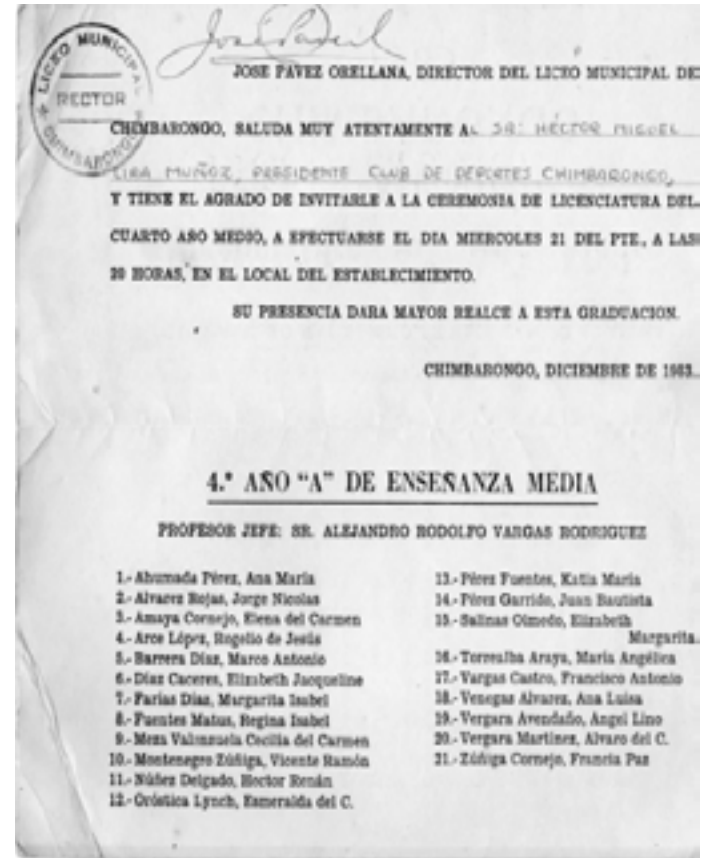 LICEO MUNICIPAL
RECTOR
CHIMBARONGO
JOSE PAVEZ ORELLANA, DIRECTOR DEL LICEO MUNICIPAL DE
CHIMBARONGO, SALUDA MUY ATENTAMENTE AL SR: HECTOR MIGUEL
LIRA MUÑOZ, PRESIDENTE CLUB DE DEPORTES CHIMBARONGO,
Y TIENE EL AGRADO DE INVITARLE A LA CEREMONIA DE LICENCIATURA DEL
CUARTO AÑO MEDIO, A EFECTUARSE EL DIA MIERCOLES 21 DEL PTE., A LAS
20 HORAS, EN EL LOCAL DEL ESTABLECIMIENTO.
SU PRESENCIA DARA MAYOR REALCE A ESTA GRADUACION.
CHIMBARONGO, DICIEMBRE DE 1983.
4.º AÑO "A" DE ENSEÑANZA MEDIA
PROFESOR JEFE: SR. ALEJANDRO RODOLFO VARGAS RODRIGUEZ
1.- Ahumada Pérez, Ana María
2.- Alvarez Rojas, Jorge Nicolas
3.- Amaya Cornejo, Elena del Carmen
4.- Arce López, Rogelio de Jesús
5.- Barrera Díaz, Marco Antonio
6.- Díaz Caceres, Elizabeth Jacqueline
7.- Farías Díaz, Margarita Isabel
8.- Fuentes Matus, Regina Isabel
9.- Meza Valenzuela Cecilia del Carmen
10.- Montenegro Zúñiga, Vicente Ramón
11.- Núñez Delgado, Hector Renán
12.- Oróstica Lynch, Esmeralda del C.
13.- Pérez Fuentes, Katia María
14.- Pérez Garrido, Juan Bautista
15.- Salinas Olmedo, Elizabeth
Margarita.
16.- Torrealba Araya, María Angélica
17.- Vargas Castro, Francisco Antonio
18.- Venegas Alvarez, Ana Luisa
19.- Vergara Avendaño, Angel Lino
20.- Vergara Martínez, Alvaro del C.
21.- Zúñiga Cornejo, Francia Paz